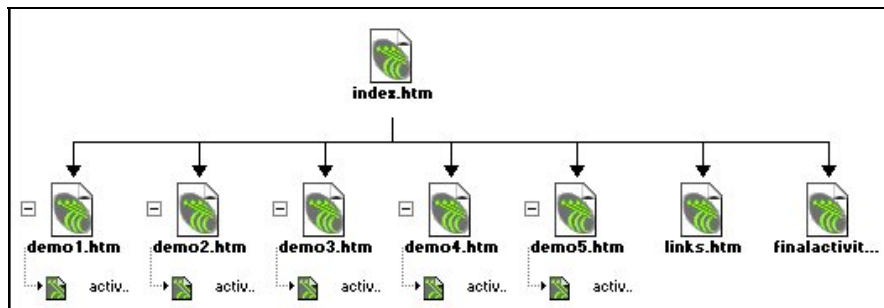 index.htm
demo1.htm demo2.htm demo3.htm demo4.htm demo5.htm links.htm finalactivit...
activ.. activ.. activ.. activ.. activ..